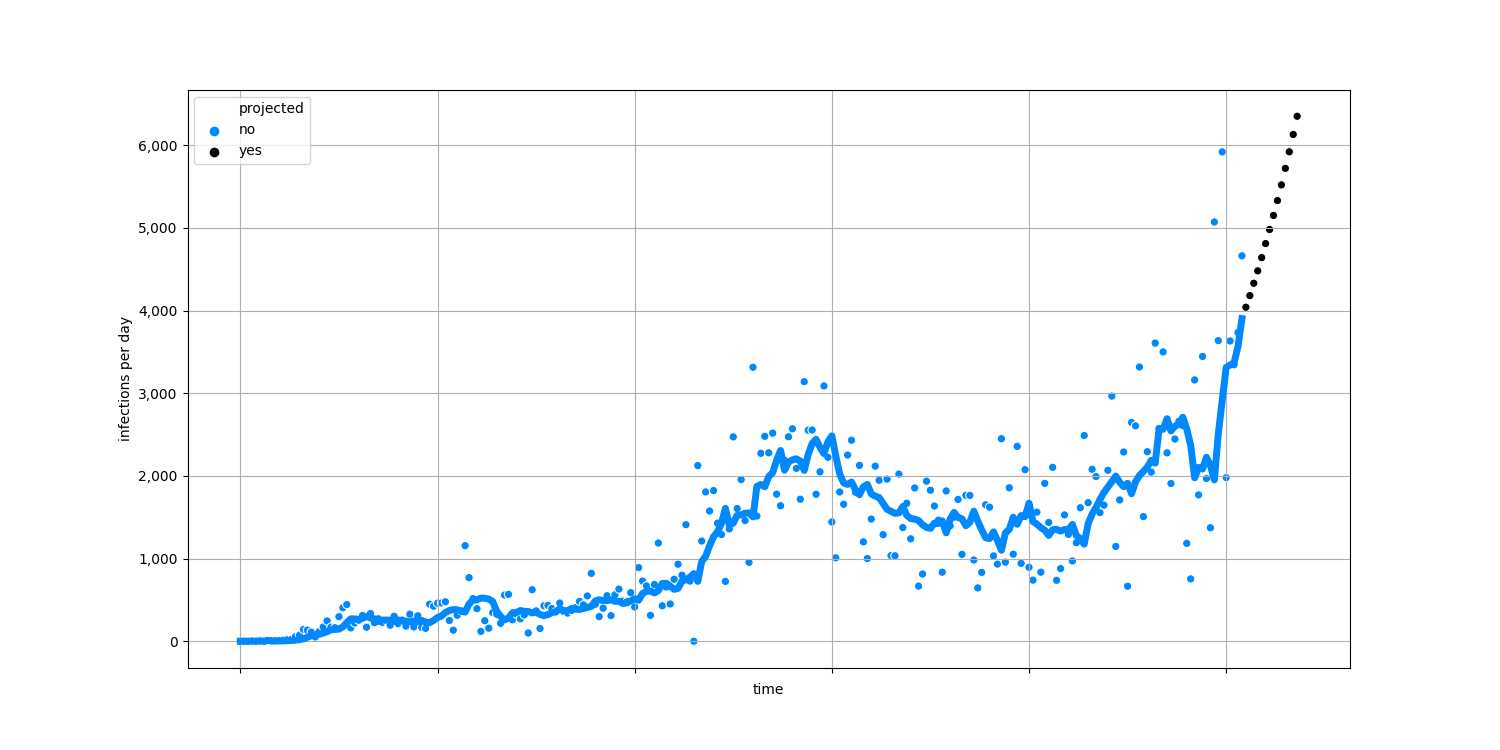 projected
no
yes
6,000
5,000
4,000
3,000
2,000
1,000
0
infections per day
time